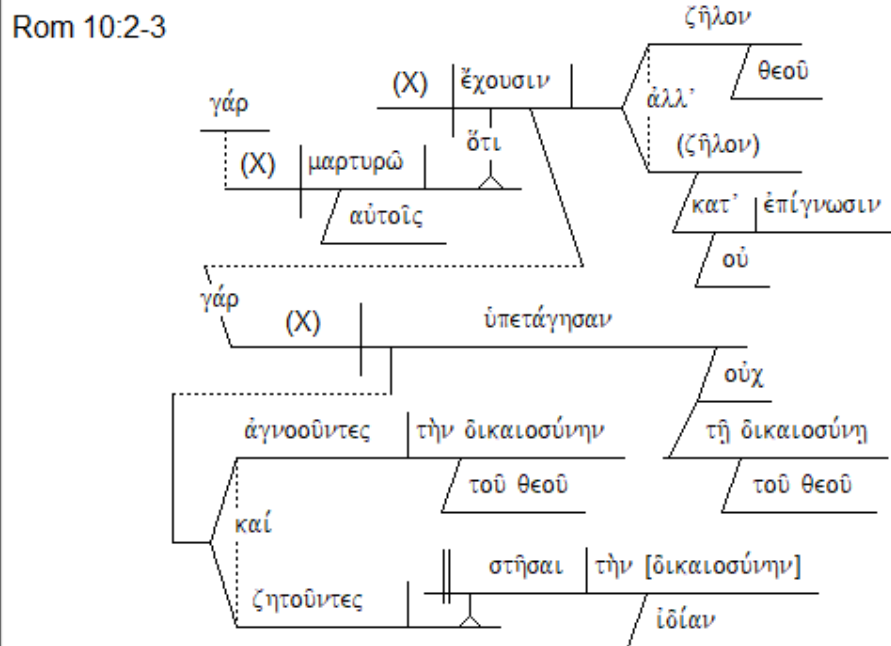 Rom 10:2-3
ζῆλον
(X) ἔχουσιν
θεοῦ
γάρ
ἀλλ’
ὅτι
(X) μαρτυρῶ
(ζῆλον)
αὐτοῖς
κατ’ ἐπίγνωσιν
οὐ
γάρ
(X) ὑπετάγησαν
οὐχ
ἀγνοοῦντες τὴν δικαιοσύνην τῇ δικαιοσύνῃ
τοῦ θεοῦ τοῦ θεοῦ
καί
στῆσαι τὴν [δικαιοσύνην]
ζητοῦντες
ἰδίαν